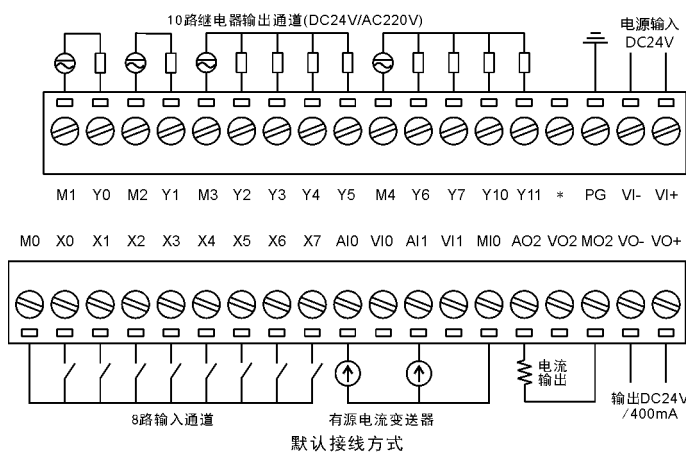 10路继电器输出通道(DC24V/AC220V)
电源输入
DC24V
M1 Y0 M2 Y1 M3 Y2 Y3 Y4 Y5 M4 Y6 Y7 Y10 Y11 * PG VI- VI+
M0 X0 X1 X2 X3 X4 X5 X6 X7 AI0 VI0 AI1 VI1 MI0 AO2 VO2 MO2 VO- VO+
电流
输出
8路输入通道
有源电流变送器
输出DC24V
/400mA
默认接线方式